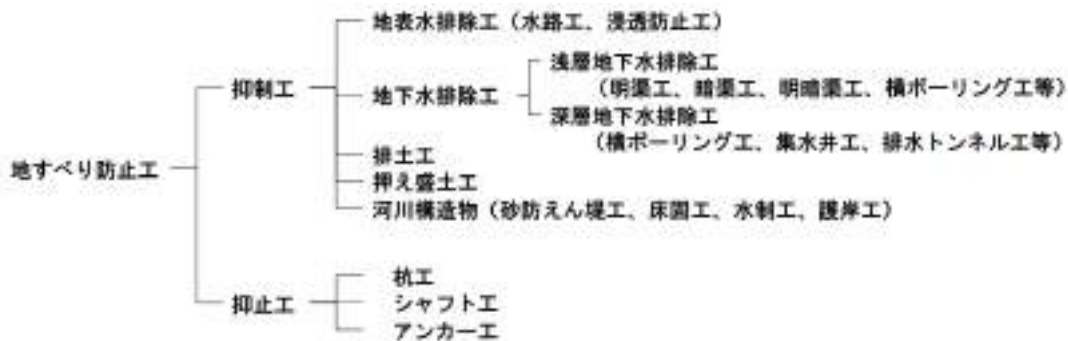 地表水排除工（水路工、浸透防止工）
浅層地下水排除工
抑制工
地下水排除工
（明渠工、暗渠工、明暗渠工、横ボーリング工等）
深層地下水排除工
（横ボーリング工、集水井工、排水トンネル工等）
排土工
地すべり防止工
押え盛土工
河川構造物（砂防えん堤工、床固工、水制工、護岸工）
杭工
抑止工
シャフト工
アンカー工